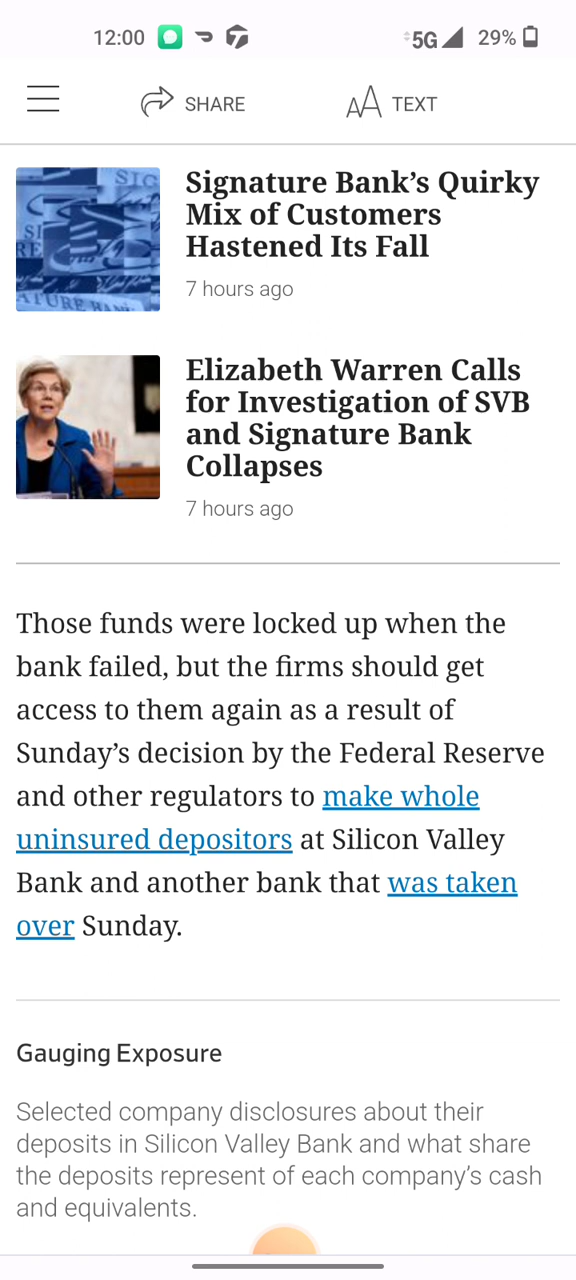 12:00
5G 29%
SHARE
TEXT
Signature Bank’s Quirky
Mix of Customers
Hastened Its Fall
7 hours ago
Elizabeth Warren Calls
for Investigation of SVB
and Signature Bank
Collapses
7 hours ago
Those funds were locked up when the
bank failed, but the firms should get
access to them again as a result of
Sunday’s decision by the Federal Reserve
and other regulators to make whole
uninsured depositors at Silicon Valley
Bank and another bank that was taken
over Sunday.
Gauging Exposure
Selected company disclosures about their
deposits in Silicon Valley Bank and what share
the deposits represent of each company’s cash
and equivalents.